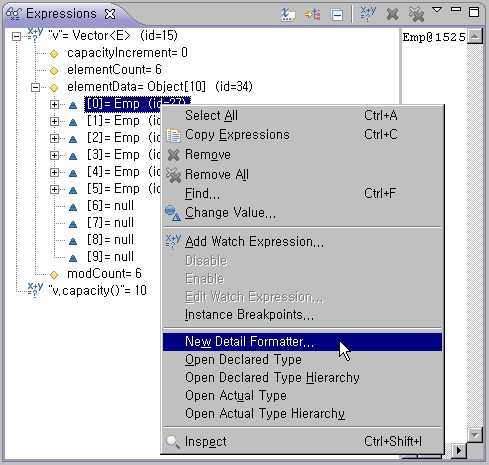 Expressions
"v"= Vector<E>  (id=15)
Emp@1525
capacityIncrement= 0
elementCount= 6
elementData= Object[10]  (id=34)
[0]= Emp  (id=27)
[1]= Emp  (id
[2]= Emp  (id
[3]= Emp  (id
[4]= Emp  (id
[5]= Emp  (id
[6]= null
[7]= null
[8]= null
[9]= null
modCount= 6
"v.capacity()"= 10
Select All Ctrl+A
Copy Expressions Ctrl+C
Remove
Remove All
Find... Ctrl+F
Change Value...
Add Watch Expression...
Disable
Enable
Edit Watch Expression...
Instance Breakpoints...
New Detail Formatter...
Open Declared Type
Open Declared Type Hierarchy
Open Actual Type
Open Actual Type Hierarchy
Inspect Ctrl+Shift+I